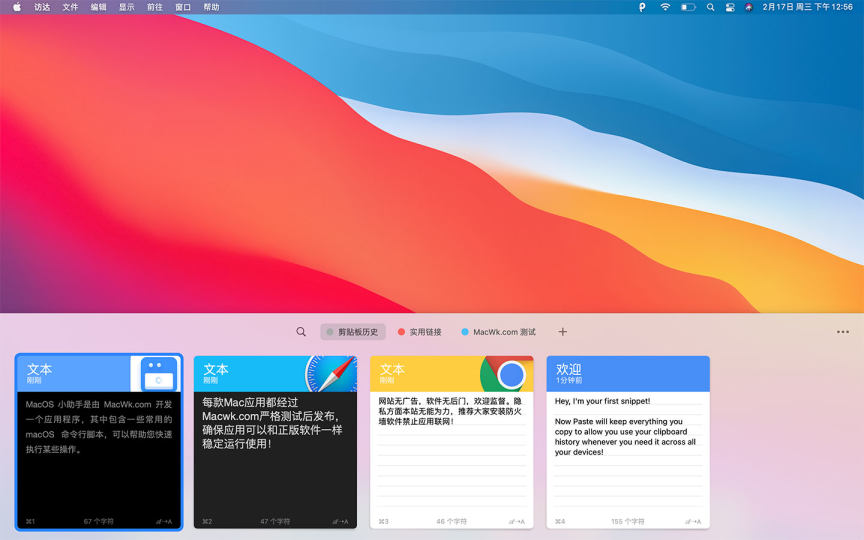 访达 文件 编辑 显示 前往 窗口 帮助 2月17日 周三 下午12:56
剪贴板历史 实用链接 MacWk.com 测试
文本
刚刚
MacOS 小助手是由 MacWk.com 开发
一个应用程序，其中包含一些常用的
macOS 命令行脚本，可以帮助您快速
执行某些操作。
⌘1 67 个字符
文本
刚刚
每款Mac应用都经过
Macwk.com严格测试后发布，
确保应用可以和正版软件一样
稳定运行使用！
⌘2 47 个字符
文本
刚刚
网站无广告，软件无后门，欢迎监督。隐
私方面本站无能为力，推荐大家安装防火
墙软件禁止应用联网！
⌘3 46 个字符
欢迎
1分钟前
Hey, I'm your first snippet!
Now Paste will keep everything you
copy to allow you use your clipboard
history whenever you need it across all
your devices!
⌘4 155 个字符